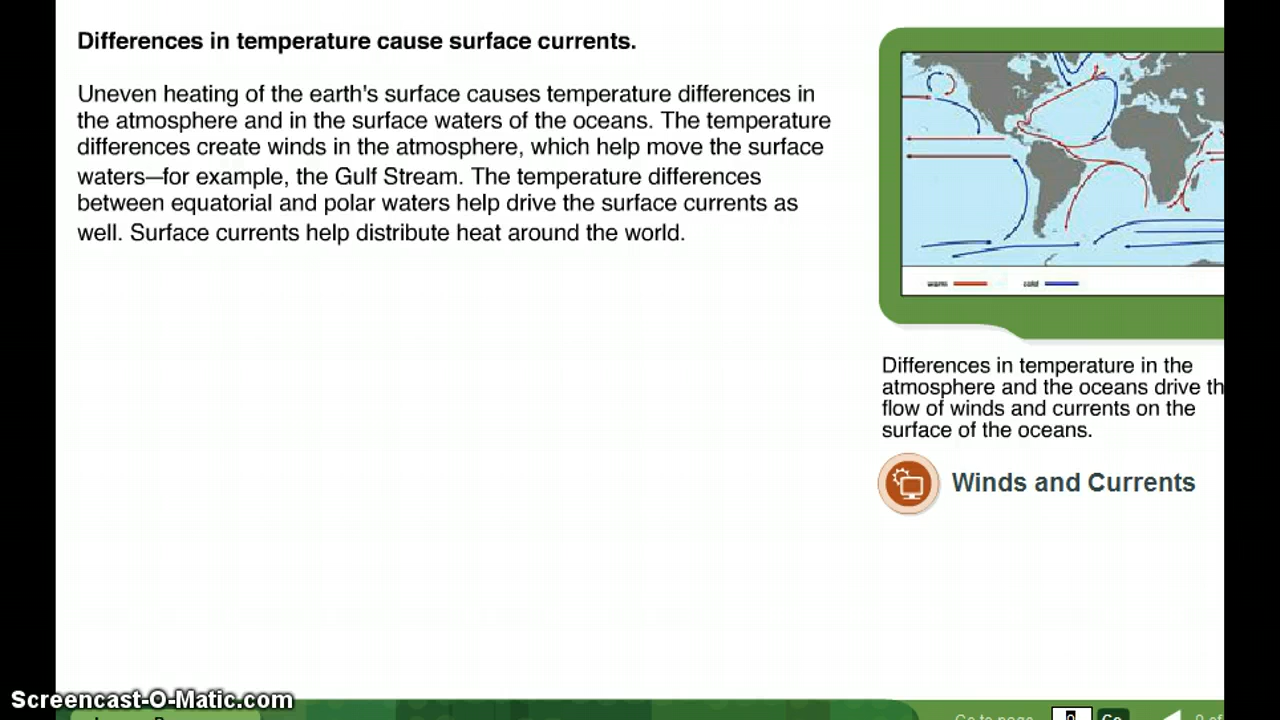 Differences in temperature cause surface currents.
Uneven heating of the earth's surface causes temperature differences in
the atmosphere and in the surface waters of the oceans. The temperature
differences create winds in the atmosphere, which help move the surface
waters—for example, the Gulf Stream. The temperature differences
between equatorial and polar waters help drive the surface currents as
well. Surface currents help distribute heat around the world.
warm cold
Differences in temperature in the
atmosphere and the oceans drive th
flow of winds and currents on the
surface of the oceans.
Winds and Currents
Screencast-O-Matic.com
Go to page Go